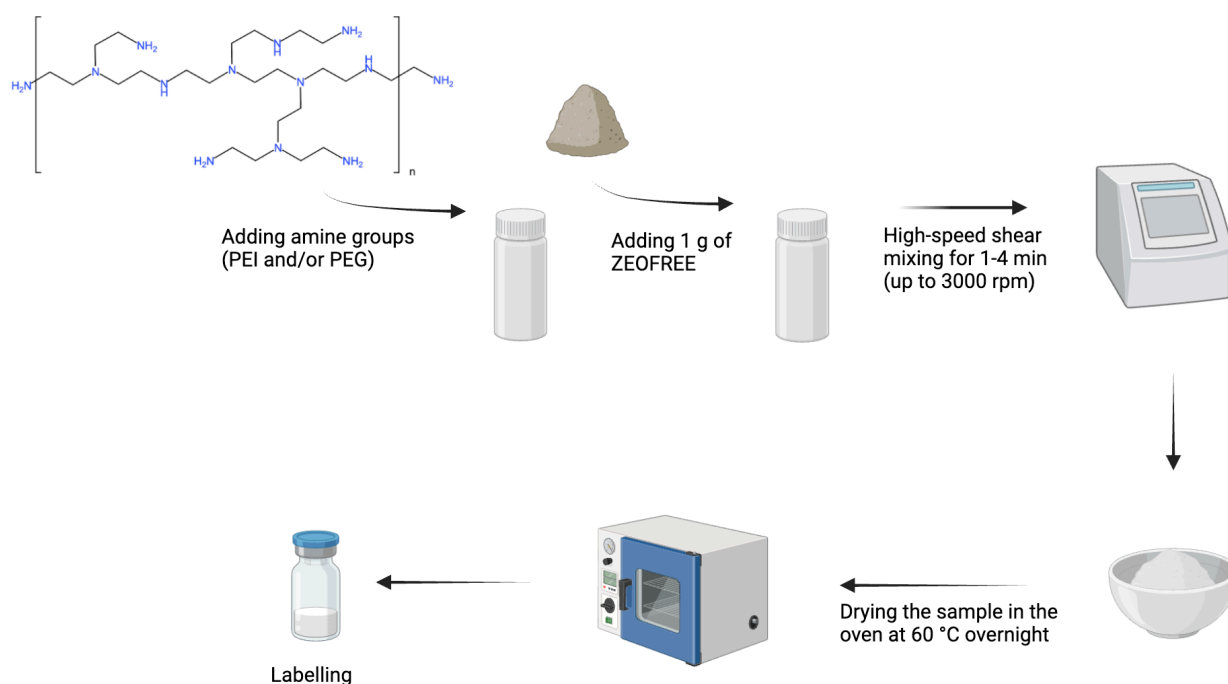 NH₂
N
H
NH₂
H
N
H₂N
N
N
H
N
N
NH₂
H₂N
N
NH₂
n
Adding amine groups
(PEI and/or PEG)
Adding 1 g of
ZEOFREE
High-speed shear
mixing for 1-4 min
(up to 3000 rpm)
Drying the sample in the
oven at 60 °C overnight
Labelling